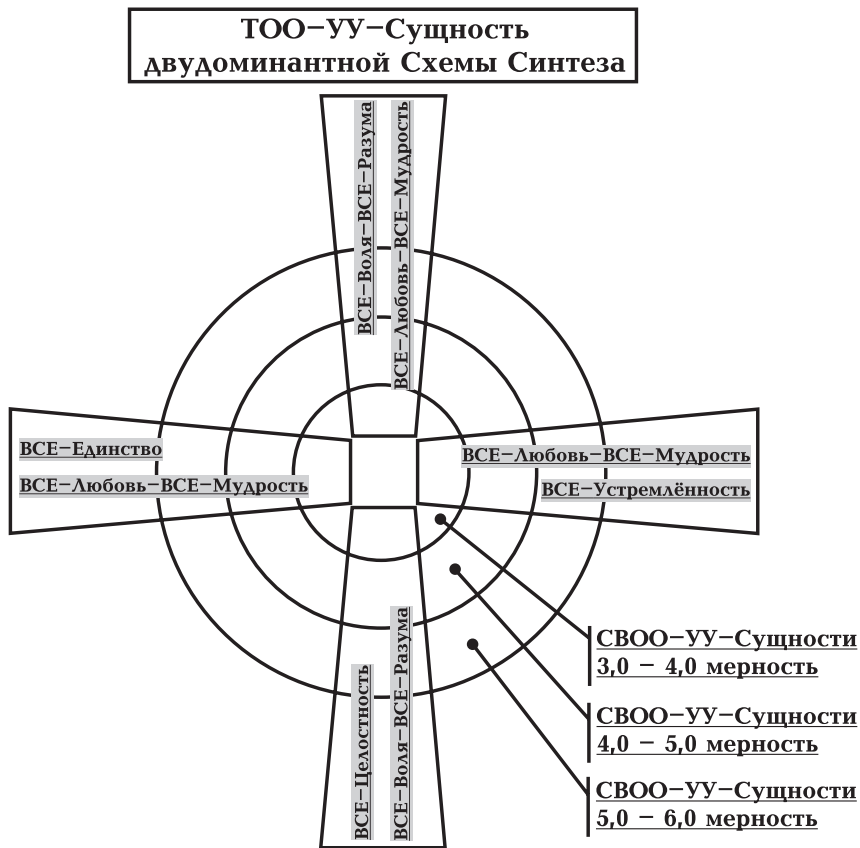 ТОО–УУ–Сущность
двудоминантной Схемы Синтеза
ВСЕ–Воля–ВСЕ–Разума
ВСЕ–Любовь–ВСЕ–Мудрость
ВСЕ–Единство
ВСЕ–Любовь–ВСЕ–Мудрость
ВСЕ–Любовь–ВСЕ–Мудрость
ВСЕ–Устремлённость
ВСЕ–Целостность
ВСЕ–Воля–ВСЕ–Разума
СВОО–УУ–Сущности
3,0 – 4,0 мерность
СВОО–УУ–Сущности
4,0 – 5,0 мерность
СВОО–УУ–Сущности
5,0 – 6,0 мерность